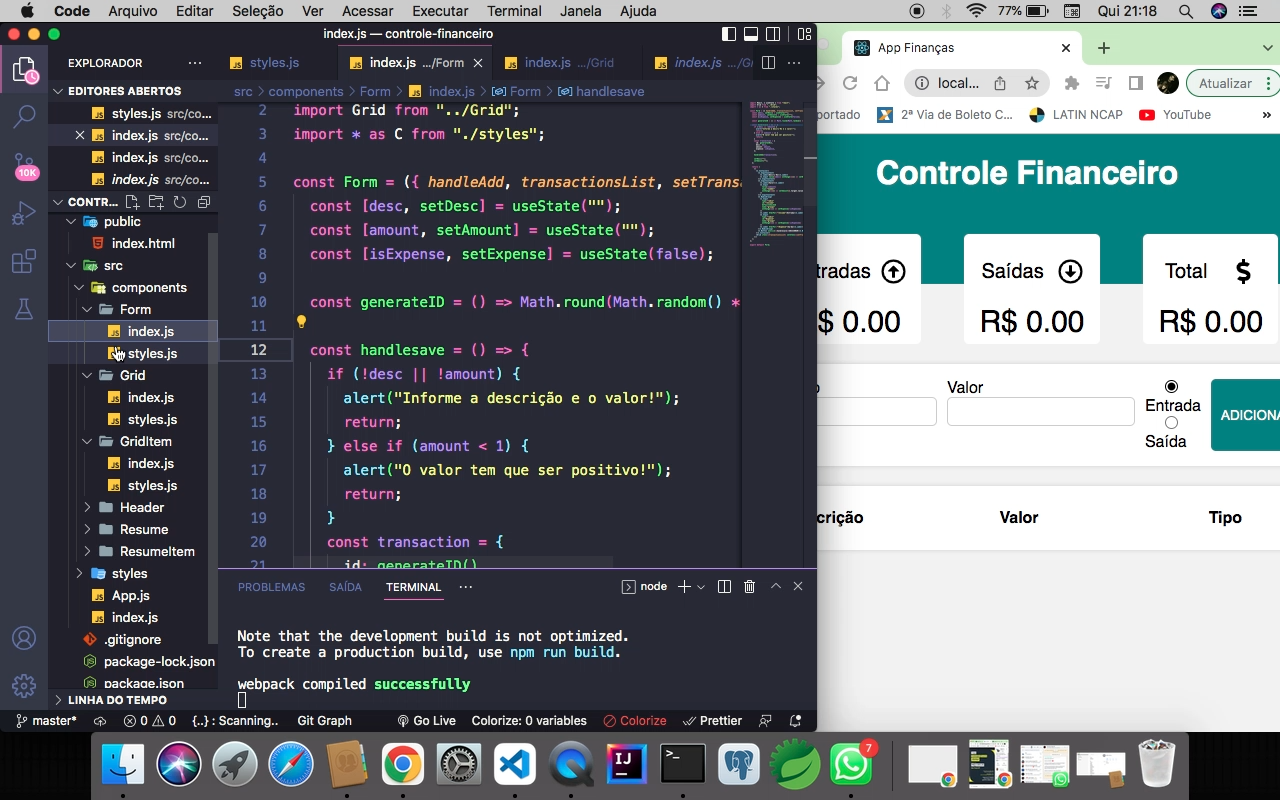 Code Arquivo Editar Seleção Ver Acessar Executar Terminal Janela Ajuda 77% Qui 21:18
index.js — controle-financeiro
EXPLORADOR
EDITORES ABERTOS
styles.js src/co...
index.js src/co...
index.js src/co...
index.js src/co...
10K
CONTR...
public
index.html
src
components
Form
index.js
styles.js
Grid
index.js
styles.js
GridItem
index.js
styles.js
Header
Resume
ResumeItem
styles
App.js
index.js
.gitignore
package-lock.json
package.json
LINHA DO TEMPO
styles.js index.js .../Form index.js .../Grid index.js .../Gr
src > components > Form > index.js > Form > handlesave
2 import Grid from "../Grid";
3 import * as C from "./styles";
4
5 const Form = ({ handleAdd, transactionsList, setTransa
6 const [desc, setDesc] = useState("");
7 const [amount, setAmount] = useState("");
8 const [isExpense, setExpense] = useState(false);
9
10 const generateID = () => Math.round(Math.random() *
11
12 const handlesave = () => {
13 if (!desc || !amount) {
14 alert("Informe a descrição e o valor!");
15 return;
16 } else if (amount < 1) {
17 alert("O valor tem que ser positivo!");
18 return;
19 }
20 const transaction = {
21 id: generateID()
PROBLEMAS SAÍDA TERMINAL ... node
Note that the development build is not optimized.
To create a production build, use npm run build.
webpack compiled successfully
master* 0 0 {..} : Scanning.. Git Graph Go Live Colorize: 0 variables Colorize Prettier
App Finanças
local... Atualizar
portado 2ª Via de Boleto C... LATIN NCAP YouTube »
Controle Financeiro
tradas Saídas Total
$ 0.00 R$ 0.00 R$ 0.00
o Valor
Entrada
Saída
ADICIONA
crição Valor Tipo
IJ
7